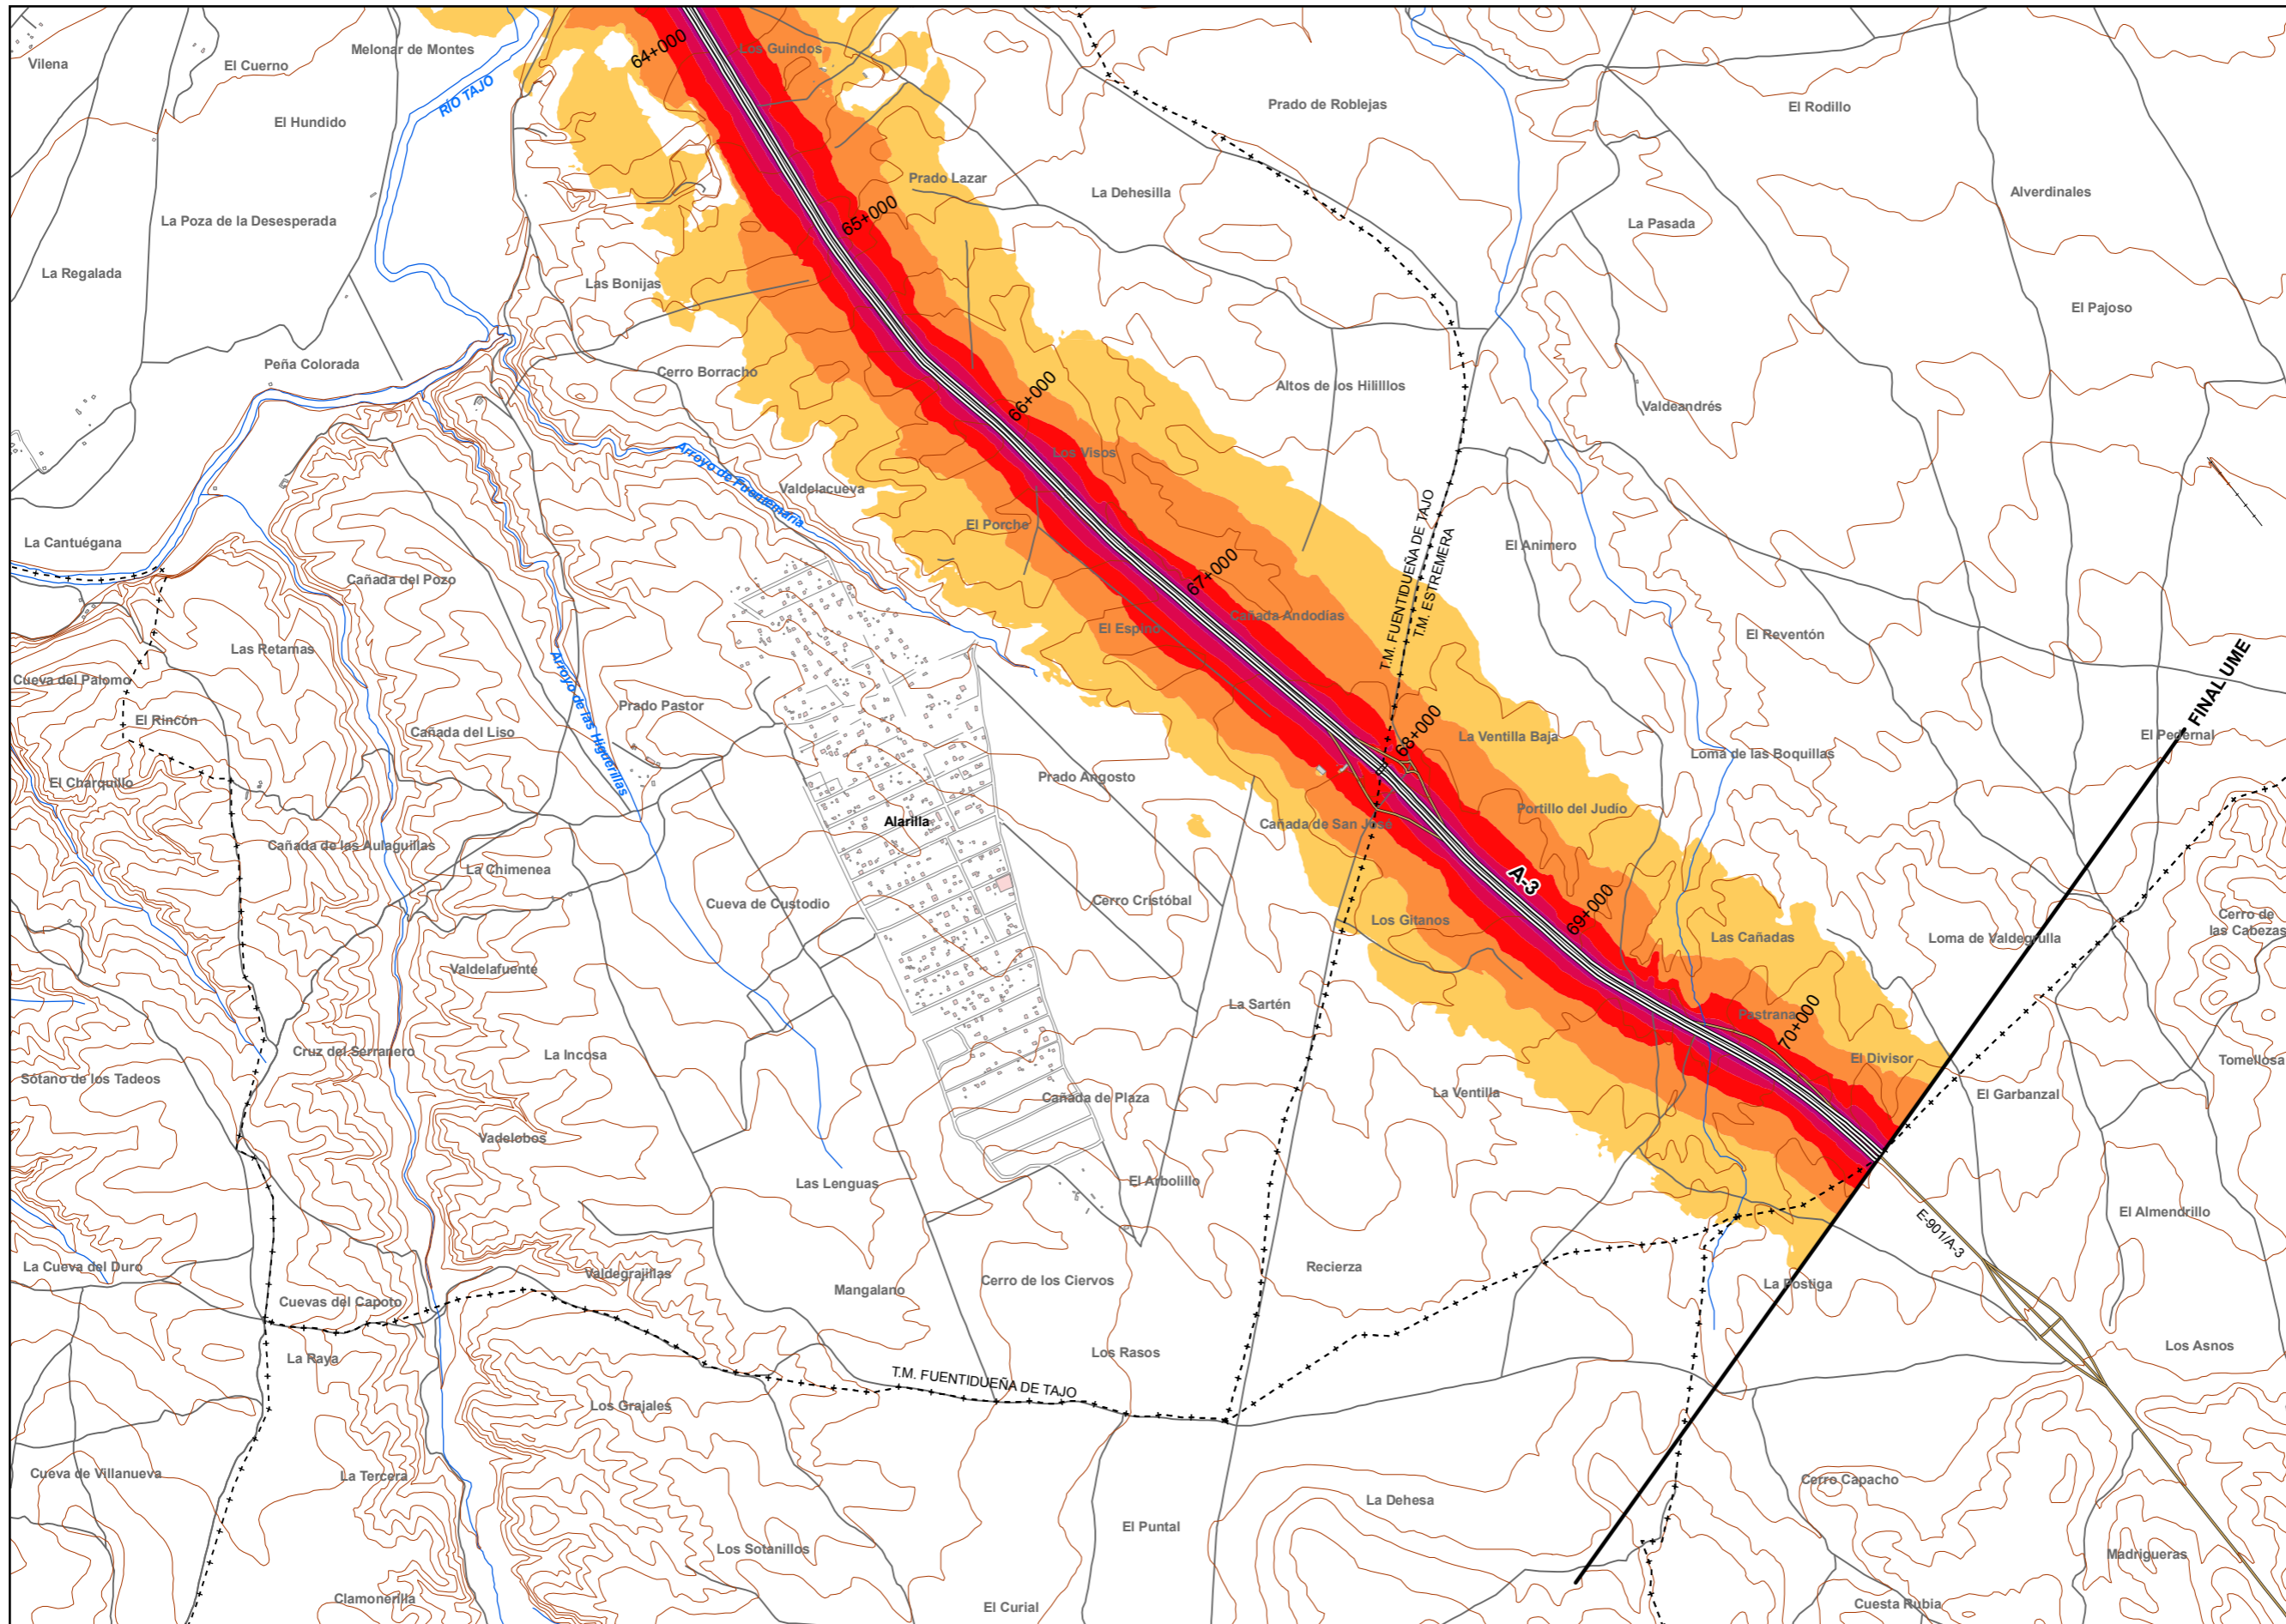 Melonar de Montes
64+000
Los Guindos
Vilena
El Cuerno
RÍO TAJO
Prado de Roblejas
El Rodillo
El Hundido
Prado Lazar
La Dehesilla
Alverdinales
La Poza de la Desesperada
65+000
La Pasada
La Regalada
Las Bonijas
El Pajoso
Peña Colorada
Cerro Borracho
66+000
Altos de los Hilillos
Valdeandrés
Los Visos
Arroyo de Fuentemaría
Valdelacueva
El Porche
La Cantuégana
T.M. FUENTIDUEÑA DE TAJO
T.M. ESTREMERA
El Animero
Cañada del Pozo
67+000
Cañada Andodías
El Espino
Las Retamas
El Reventón
Cueva del Palomo
Arroyo de las Higuerillas
FINAL UME
El Rincón
Prado Pastor
Cañada del Liso
68+000
La Ventilla Baja
El Pedernal
Loma de las Boquillas
El Charquillo
Prado Angosto
Portillo del Judío
Alarilla
Cañada de San José
Cañada de las Aulaguillas
La Chimenea
A-3
Cueva de Custodio
Cerro Cristóbal
69+000
Los Gitanos
Cerro de
las Cabezas
Las Cañadas
Loma de Valdegrulla
Valdelafuente
La Sartén
Pastrana
70+000
Cruz del Serranero
La Incosa
El Divisor
Tomellosa
Sótano de los Tadeos
Cañada de Plaza
La Ventilla
El Garbanzal
Vadelobos
Las Lenguas
El Arbolillo
El Almendrillo
E-901/A-3
La Cueva del Duro
Valdegrajillas
Mangalano
Cerro de los Ciervos
Recierza
La Postiga
Cuevas del Capoto
La Raya
Los Rasos
Los Asnos
T.M. FUENTIDUEÑA DE TAJO
Los Grajales
Cueva de Villanueva
La Tercera
Cerro Capacho
La Dehesa
El Puntal
Los Sotanillos
Madrigueras
Clamonerilla
El Curial
Cuesta Rubia